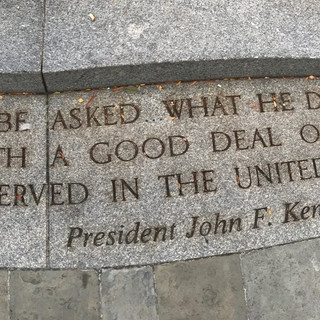 BE ASKED...WHAT HE D
TH A GOOD DEAL O
ERVED IN THE UNITED
President John F. Ken